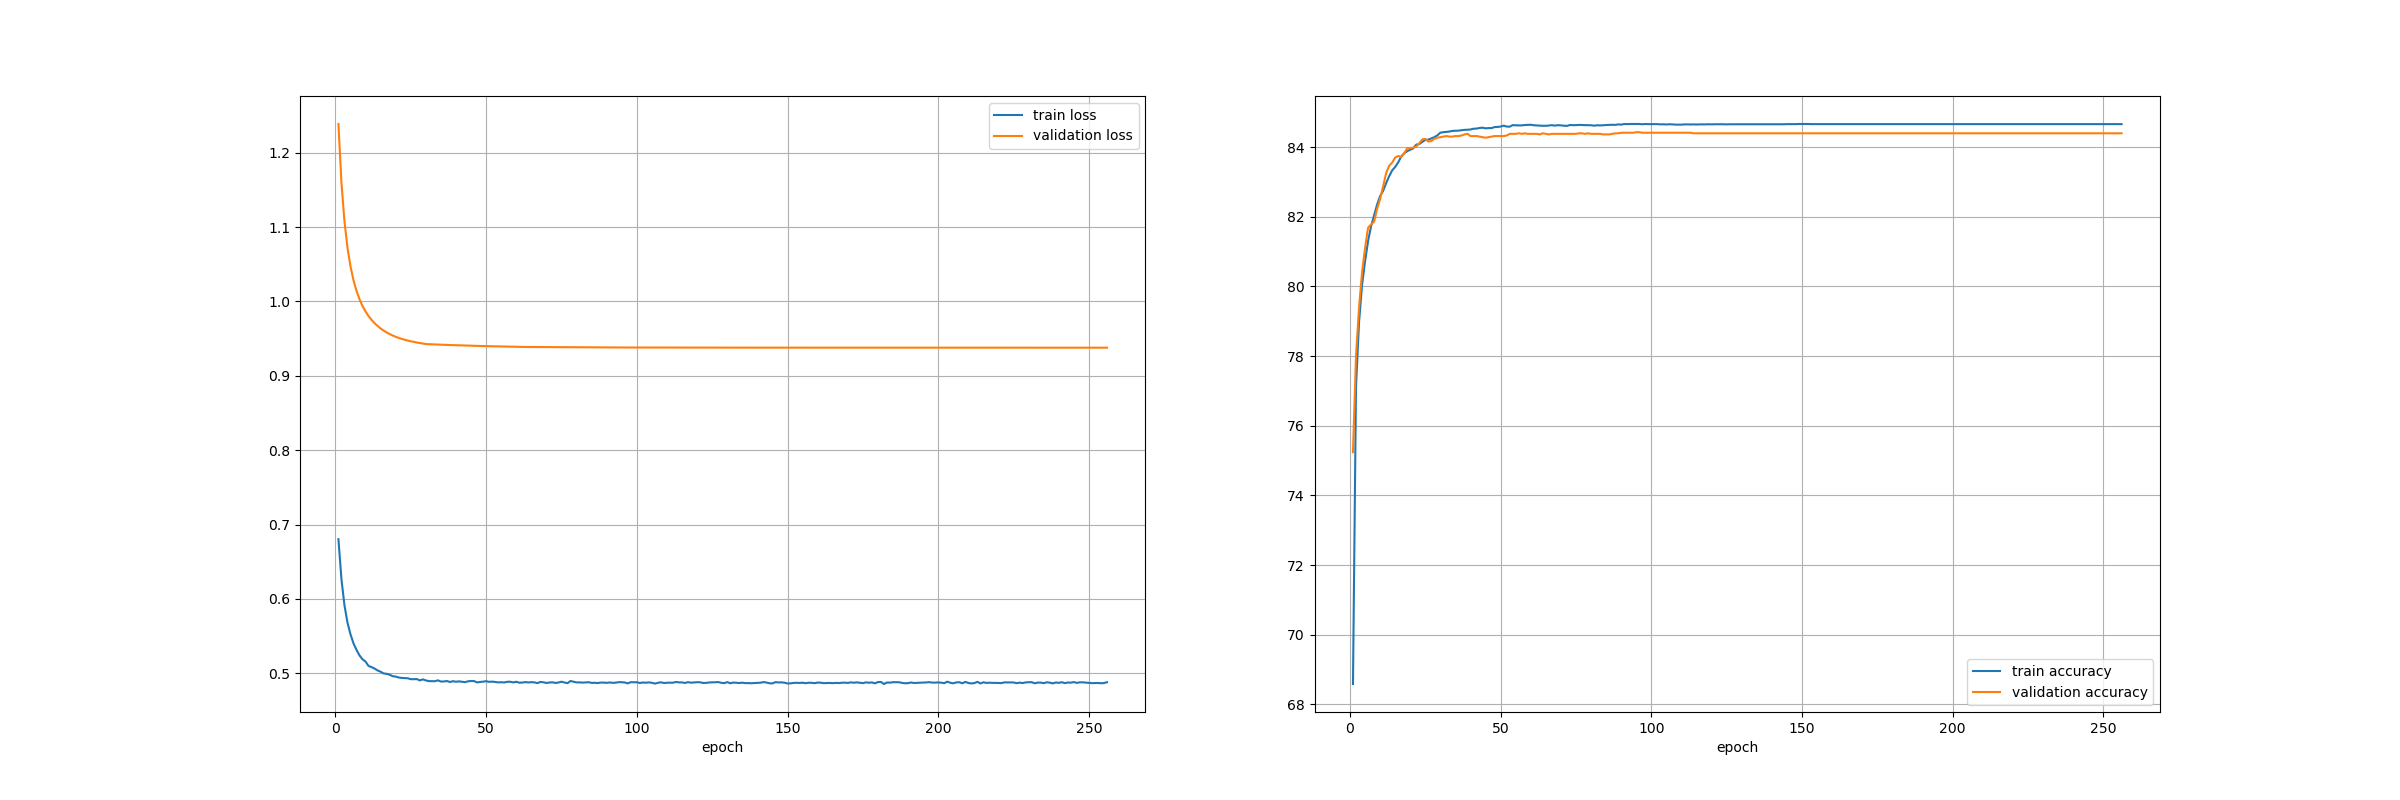 train loss
validation loss
1.2
1.1
1.0
0.9
0.8
0.7
0.6
0.5
0 50 100 150 200 250
epoch
84
82
80
78
76
74
72
70
68
train accuracy
validation accuracy
0 50 100 150 200 250
epoch